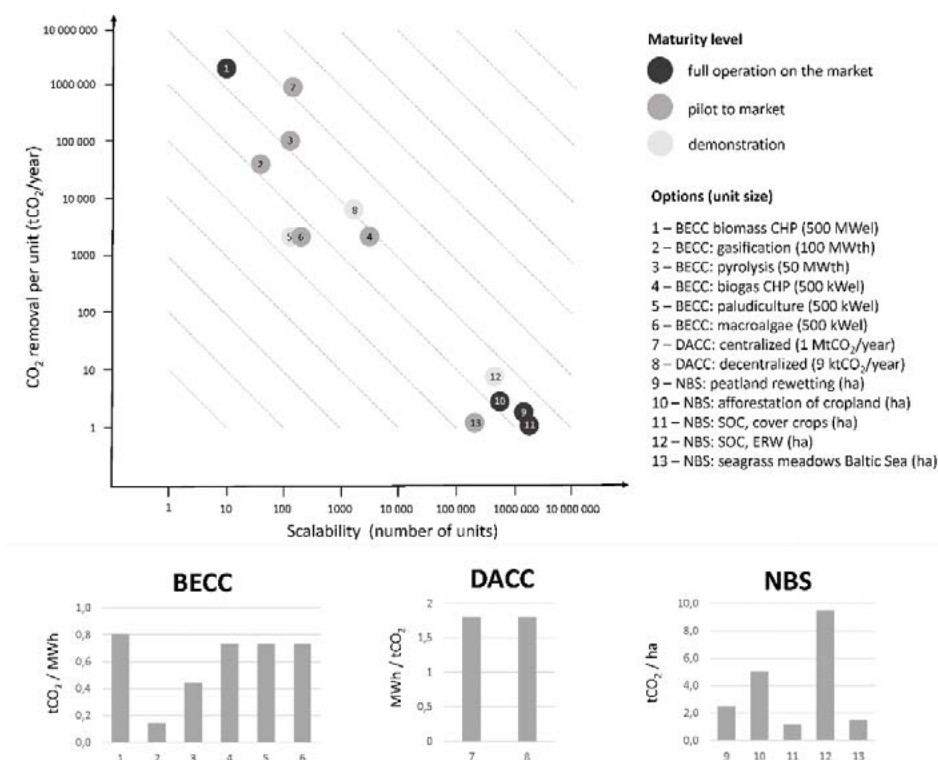 10 000 000
1000 000
100 000
10 000
1000
100
10
1
CO₂ removal per unit (tCO₂/year)
1
7
3
2
8
5
6
4
12
10
9
13
11
1
10
100
1000
10 000
100 000
1000 000
10 000 000
Scalability (number of units)
Maturity level
full operation on the market
pilot to market
demonstration
Options (unit size)
1 – BECC biomass CHP (500 MWel)
2 – BECC: gasification (100 MWth)
3 – BECC: pyrolysis (50 MWth)
4 – BECC: biogas CHP (500 kWel)
5 – BECC: paludiculture (500 kWel)
6 – BECC: macroalgae (500 kWel)
7 – DACC: centralized (1 MtCO₂/year)
8 – DACC: decentralized (9 ktCO₂/year)
9 – NBS: peatland rewetting (ha)
10 – NBS: afforestation of cropland (ha)
11 – NBS: SOC, cover crops (ha)
12 – NBS: SOC, ERW (ha)
13 – NBS: seagrass meadows Baltic Sea (ha)
BECC
tCO₂ / MWh
1,0
0,8
0,6
0,4
0,2
0,0
1
2
3
4
5
6
DACC
MWh / tCO₂
2
1,5
1
0,5
0
7
8
NBS
tCO₂ / ha
10,0
8,0
6,0
4,0
2,0
0,0
9
10
11
12
13